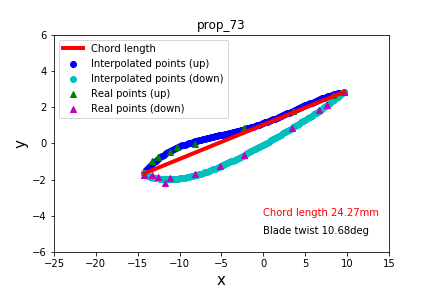 prop_73
Chord length
Interpolated points (up)
Interpolated points (down)
Real points (up)
Real points (down)
6
4
2
0
−2
−4
−6
y
Chord length 24.27mm
Blade twist 10.68deg
−25
−20
−15
−10
−5
0
5
10
15
x